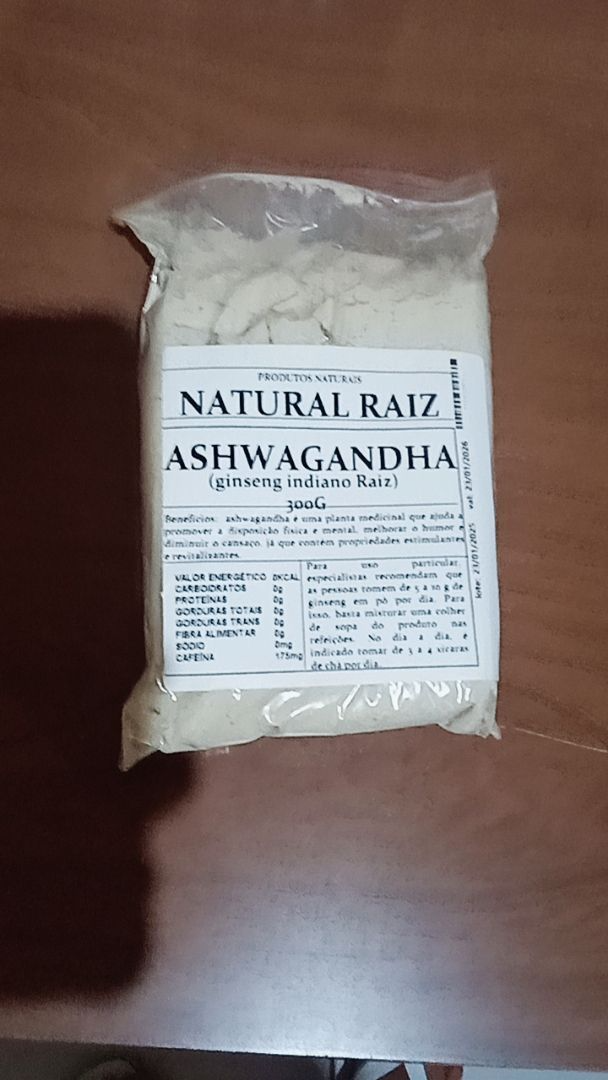 PRODUTOS NATURAIS
NATURAL RAIZ
ASHWAGANDHA
(ginseng indiano Raiz)
300G
Benefícios: ashwagandha é uma planta medicinal que ajuda a
promover a disposição física e mental, melhorar o humor e
diminuir o cansaço, já que contém propriedades estimulantes
e revitalizantes.
VALOR ENERGÉTICO 0KCAL
CARBOIDRATOS 0g
PROTEÍNAS 0g
GORDURAS TOTAIS 0g
GORDURAS TRANS 0g
FIBRA ALIMENTAR 0g
SÓDIO 0mg
CAFEÍNA 175mg
Para uso particular,
especialistas recomendam que
as pessoas tomem de 5 a 10 g de
ginseng em pó por dia. Para
isso, basta misturar uma colher
de sopa do produto nas
refeições. No dia a dia, é
indicado tomar de 3 a 4 xícaras
de chá por dia.
lote: 23/01/2025 val: 23/01/2026